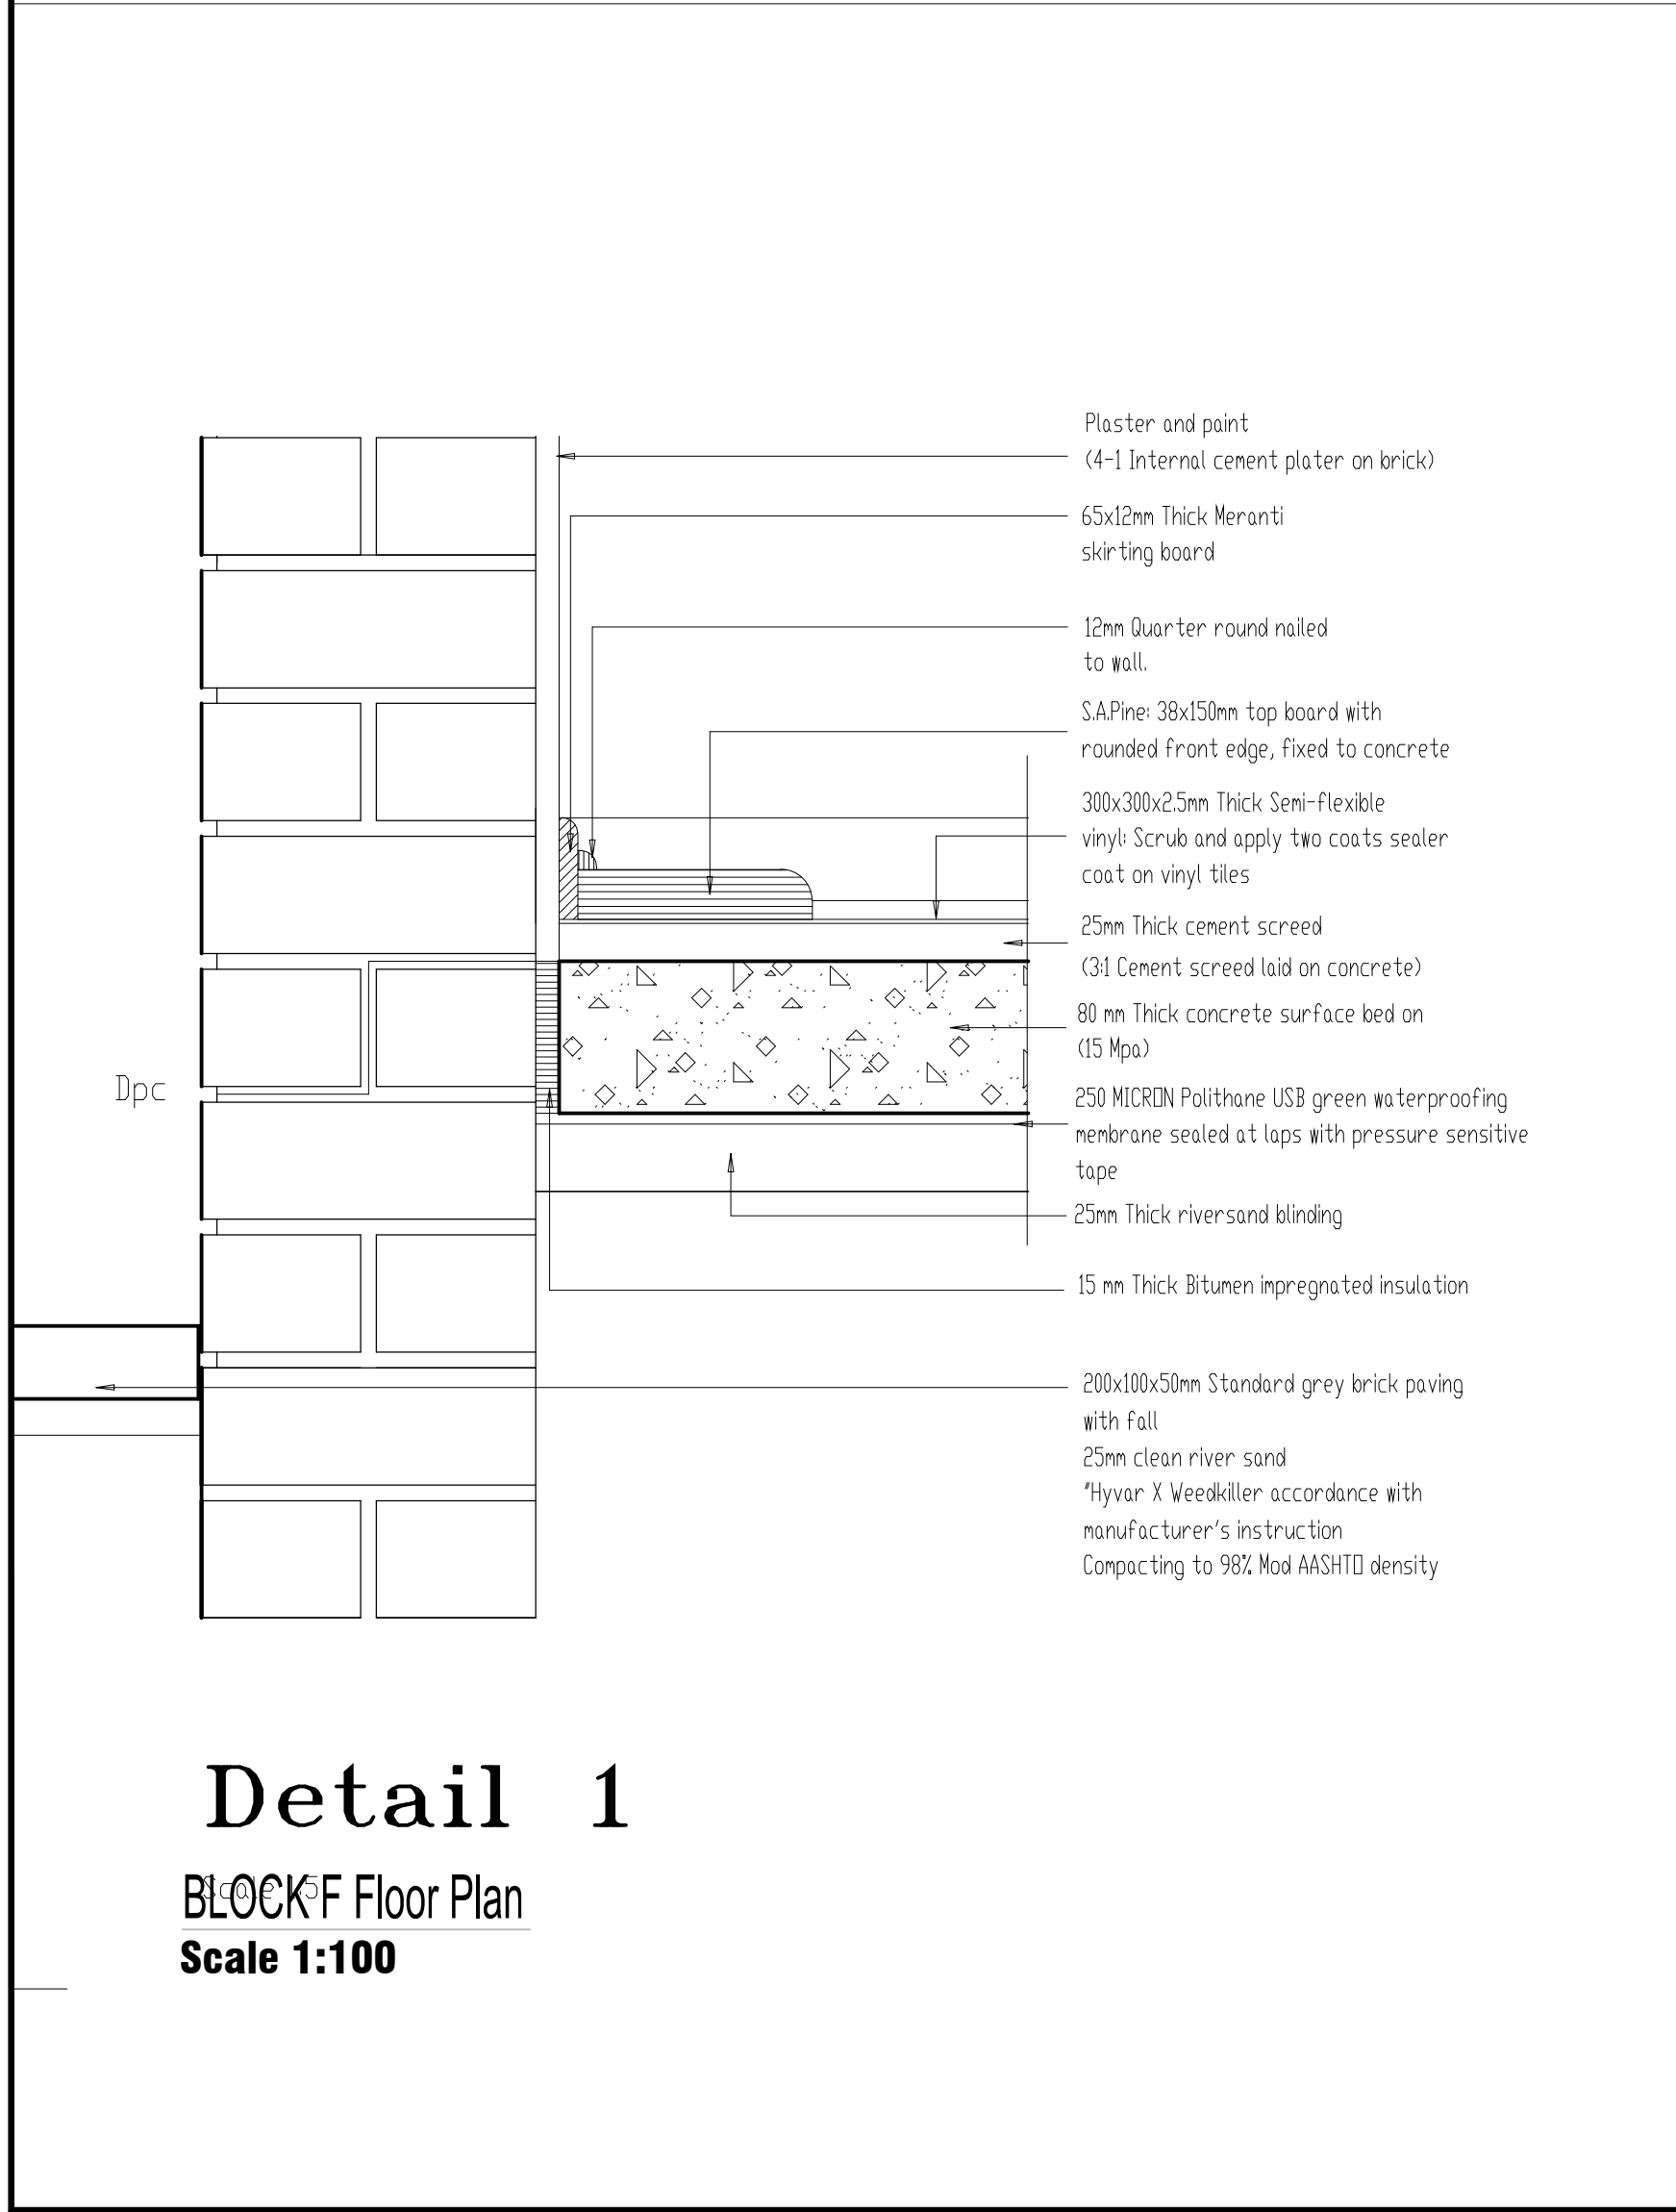 Plaster and paint
(4-1 Internal cement plater on brick)
65x12mm Thick Meranti
skirting board
12mm Quarter round nailed
to wall.
S.A.Pine: 38x150mm top board with
rounded front edge, fixed to concrete
300x300x2.5mm Thick Semi-flexible
vinyl: Scrub and apply two coats sealer
coat on vinyl tiles
25mm Thick cement screed
(3:1 Cement screed laid on concrete)
80 mm Thick concrete surface bed on
(15 Mpa)
Dpc
250 MICRON Polithane USB green waterproofing
membrane sealed at laps with pressure sensitive
tape
25mm Thick riversand blinding
15 mm Thick Bitumen impregnated insulation
200x100x50mm Standard grey brick paving
with fall
25mm clean river sand
"Hyvar X Weedkiller accordance with
manufacturer's instruction
Compacting to 98% Mod AASHTO density
Detail 1
Scale 1:5
BLOCK F Floor Plan
Scale 1:100